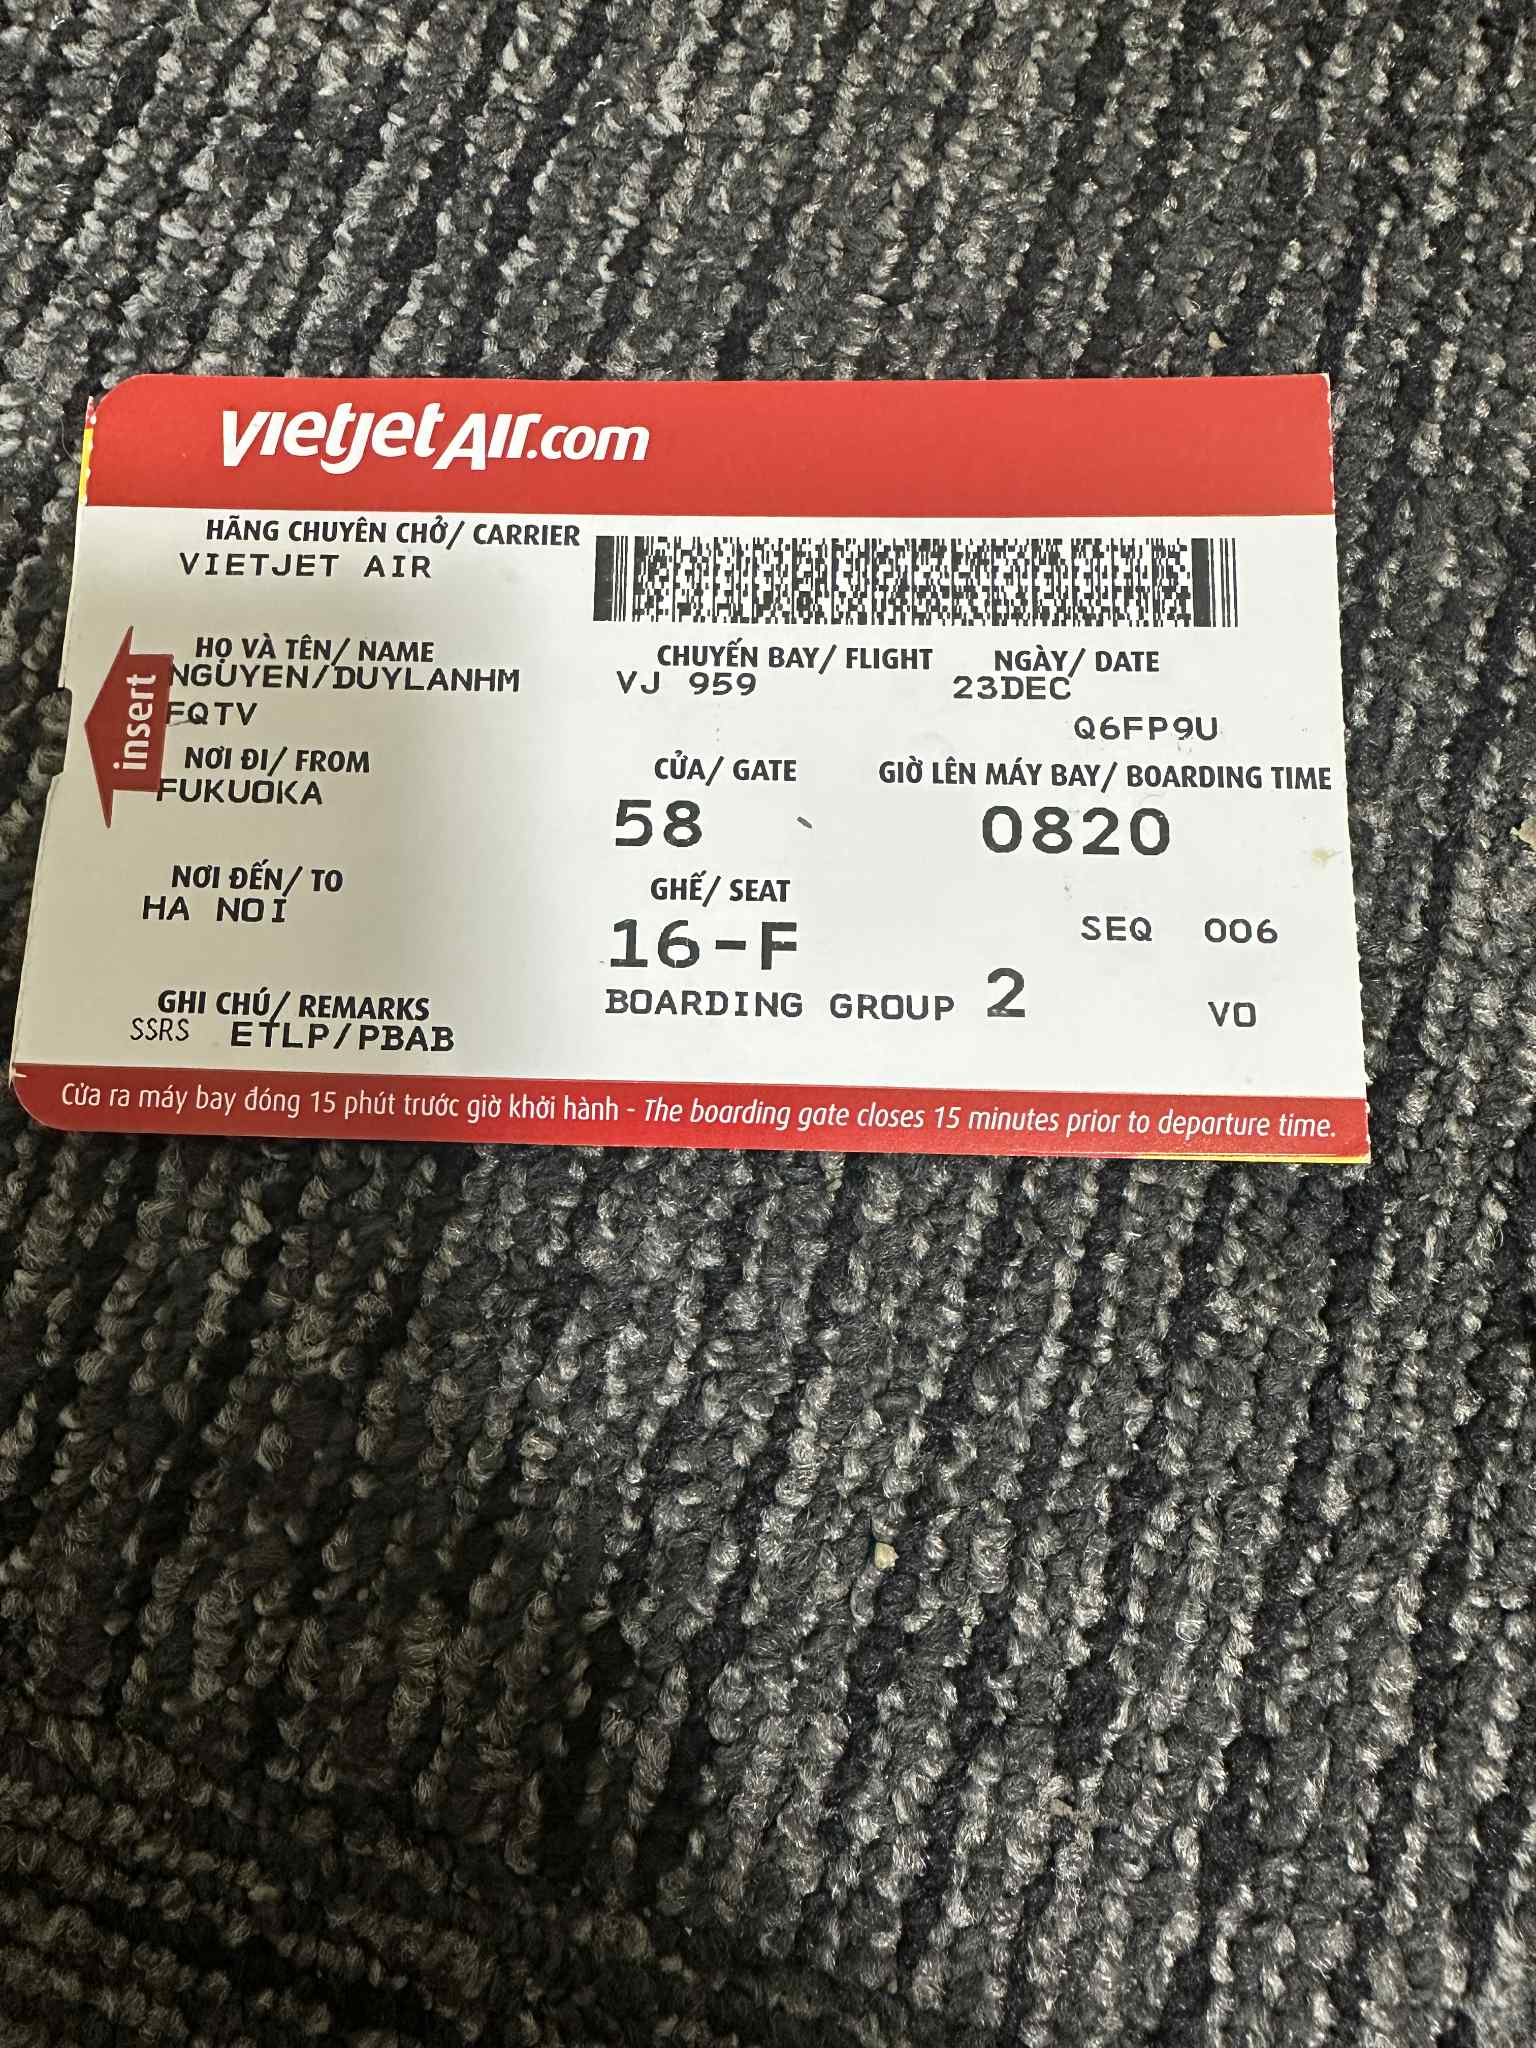 vietjetAir.com
HÃNG CHUYÊN CHỞ/ CARRIER
VIETJET AIR
HỌ VÀ TÊN/ NAME
NGUYEN/DUYLANHM
CHUYẾN BAY/ FLIGHT
VJ 959
NGÀY/ DATE
23DEC
FQTV
Q6FP9U
insert
NƠI ĐI/ FROM
FUKUOKA
CỬA/ GATE
58
GIỜ LÊN MÁY BAY/ BOARDING TIME
0820
NƠI ĐẾN/ TO
HA NOI
GHẾ/ SEAT
16-F
SEQ 006
GHI CHÚ/ REMARKS
SSRS ETLP/PBAB
BOARDING GROUP 2
VO
Cửa ra máy bay đóng 15 phút trước giờ khởi hành - The boarding gate closes 15 minutes prior to departure time.